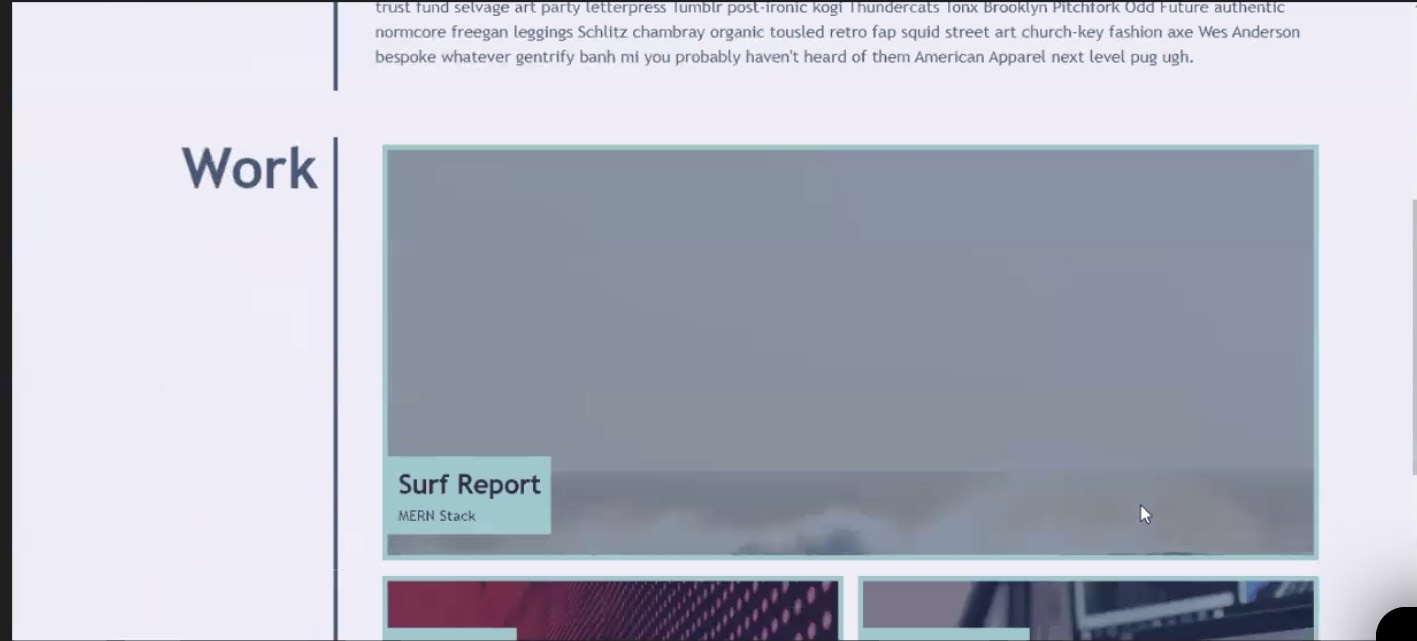 trust fund selvage art party letterpress Tumblr post-ironic kogi Thundercats Tonx Brooklyn Pitchfork Odd Future authentic
normcore freegan leggings Schlitz chambray organic tousled retro fap squid street art church-key fashion axe Wes Anderson
bespoke whatever gentrify banh mi you probably haven't heard of them American Apparel next level pug ugh.
Work
Surf Report
MERN Stack